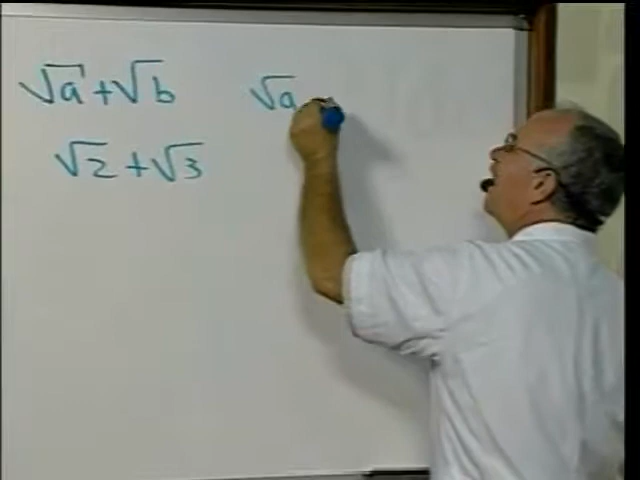 √a + √b √a
√2 + √3